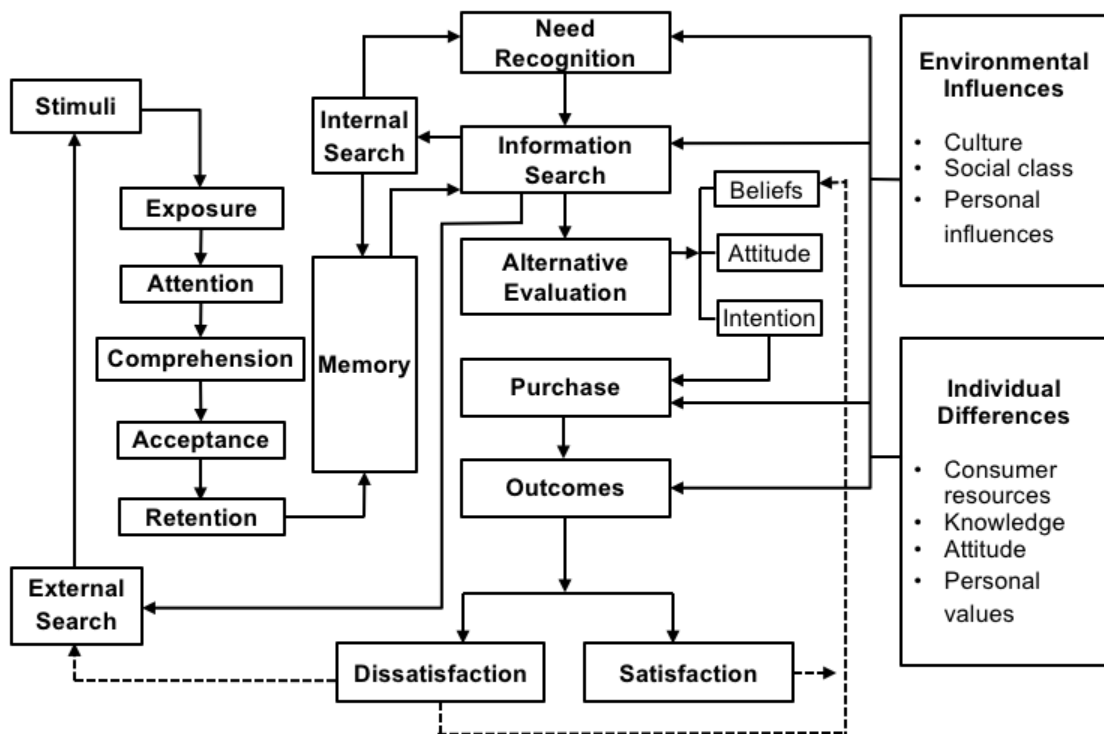 Need
Recognition
Stimuli
Internal
Search
Information
Search
Exposure
Attention
Comprehension
Acceptance
Retention
Memory
External
Search
Alternative
Evaluation
Beliefs
Attitude
Intention
Purchase
Outcomes
Dissatisfaction
Satisfaction
Environmental
Influences
• Culture
• Social class
• Personal
influences
Individual
Differences
• Consumer
resources
• Knowledge
• Attitude
• Personal
values